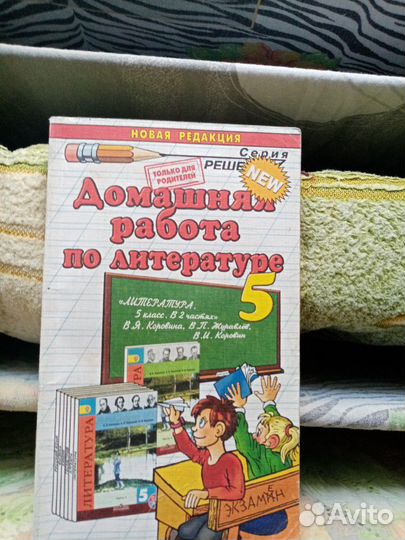 НОВАЯ РЕДАКЦИЯ
Серия
ТОЛЬКО ДЛЯ
РОДИТЕЛЕЙ
NEW
Домашняя
работа
по литературе
5
«ЛИТЕРАТУРА.
5 класс. В 2 частях»
В.Я. Коровина, В.П. Журавлёв,
В.И. Коровин
ЛИТЕРАТУРА
5
ЭКЗАМЕН
Avito